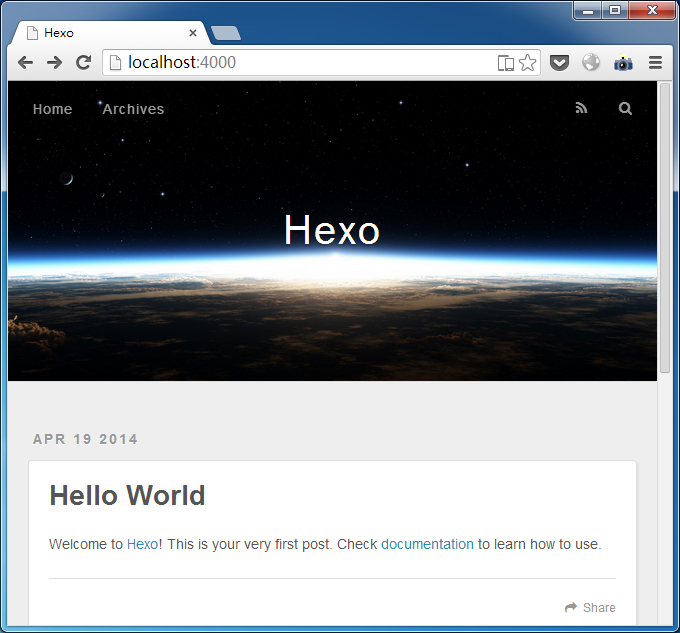 Hexo
localhost:4000
Home Archives
Hexo
APR 19 2014
Hello World
Welcome to Hexo! This is your very first post. Check documentation to learn how to use.
Share